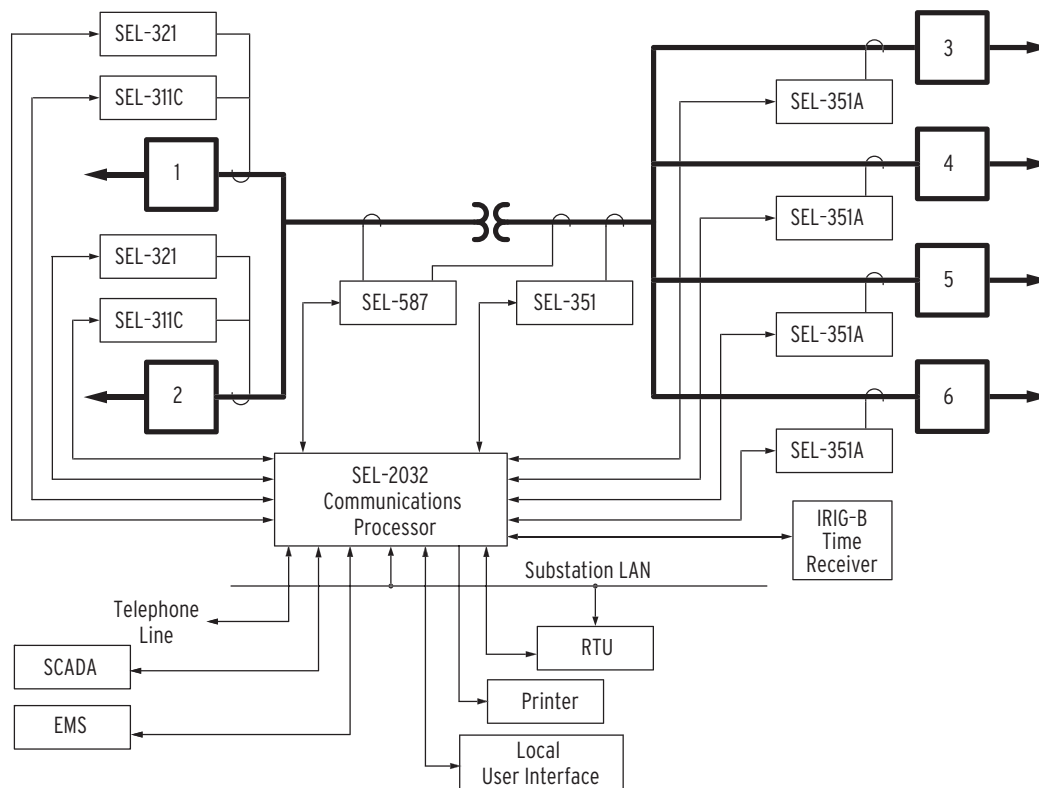 SEL-321
SEL-311C
1
SEL-321
SEL-311C
2
SEL-587
SEL-351
3
SEL-351A
4
SEL-351A
5
SEL-351A
6
SEL-351A
SEL-2032
Communications
Processor
IRIG-B
Time
Receiver
Substation LAN
Telephone
Line
SCADA
EMS
RTU
Printer
Local
User Interface